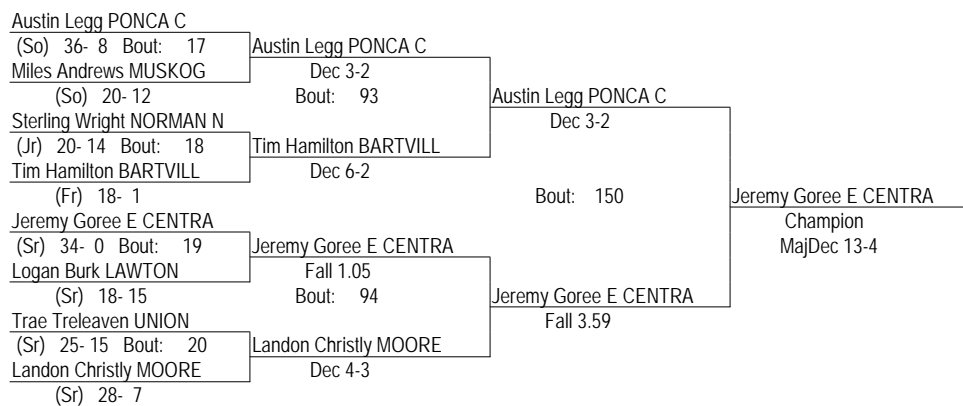 Austin Legg PONCA C
(So) 36- 8 Bout: 17
Miles Andrews MUSKOG
(So) 20- 12
Sterling Wright NORMAN N
(Jr) 20- 14 Bout: 18
Tim Hamilton BARTVILL
(Fr) 18- 1
Jeremy Goree E CENTRA
(Sr) 34- 0 Bout: 19
Logan Burk LAWTON
(Sr) 18- 15
Trae Treleaven UNION
(Sr) 25- 15 Bout: 20
Landon Christly MOORE
(Sr) 28- 7
Austin Legg PONCA C
Dec 3-2
Bout: 93
Tim Hamilton BARTVILL
Dec 6-2
Jeremy Goree E CENTRA
Fall 1.05
Bout: 94
Landon Christly MOORE
Dec 4-3
Austin Legg PONCA C
Dec 3-2
Bout: 150
Jeremy Goree E CENTRA
Fall 3.59
Jeremy Goree E CENTRA
Champion
MajDec 13-4